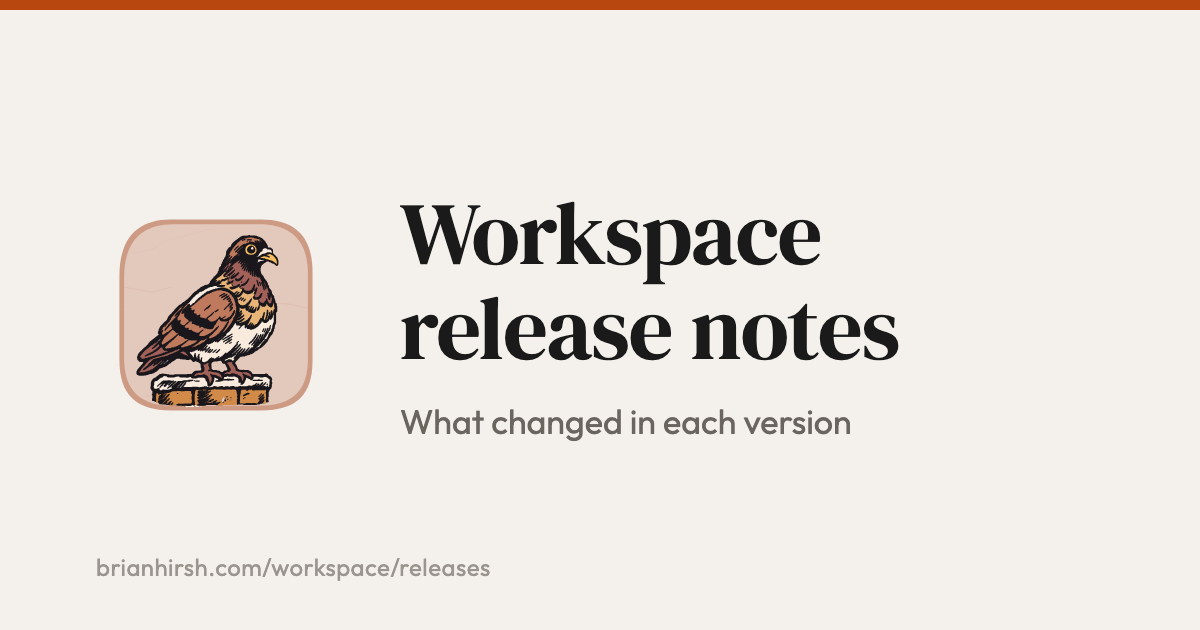 Workspace
release notes
What changed in each version
brianhirsh.com/workspace/releases